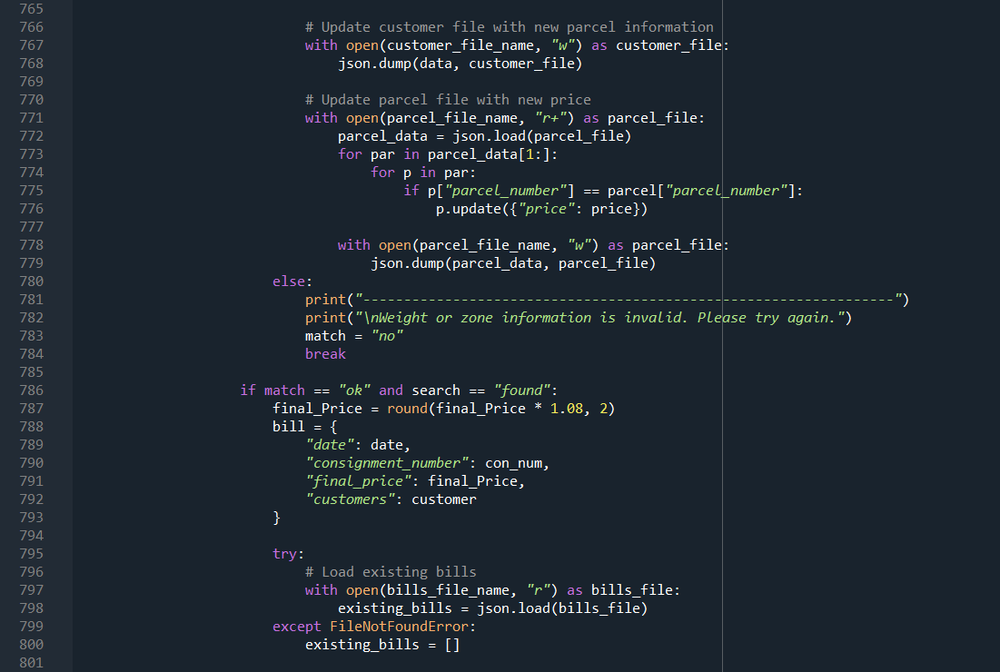 765
766 # Update customer file with new parcel information
767 with open(customer_file_name, "w") as customer_file:
768 json.dump(data, customer_file)
769
770 # Update parcel file with new price
771 with open(parcel_file_name, "r+") as parcel_file:
772 parcel_data = json.load(parcel_file)
773 for par in parcel_data[1:]:
774 for p in par:
775 if p["parcel_number"] == parcel["parcel_number"]:
776 p.update({"price": price})
777
778 with open(parcel_file_name, "w") as parcel_file:
779 json.dump(parcel_data, parcel_file)
780 else:
781 print("-----------------------------------------------------------------")
782 print("\nWeight or zone information is invalid. Please try again.")
783 match = "no"
784 break
785
786 if match == "ok" and search == "found":
787 final_Price = round(final_Price * 1.08, 2)
788 bill = {
789 "date": date,
790 "consignment_number": con_num,
791 "final_price": final_Price,
792 "customers": customer
793 }
794
795 try:
796 # Load existing bills
797 with open(bills_file_name, "r") as bills_file:
798 existing_bills = json.load(bills_file)
799 except FileNotFoundError:
800 existing_bills = []
801